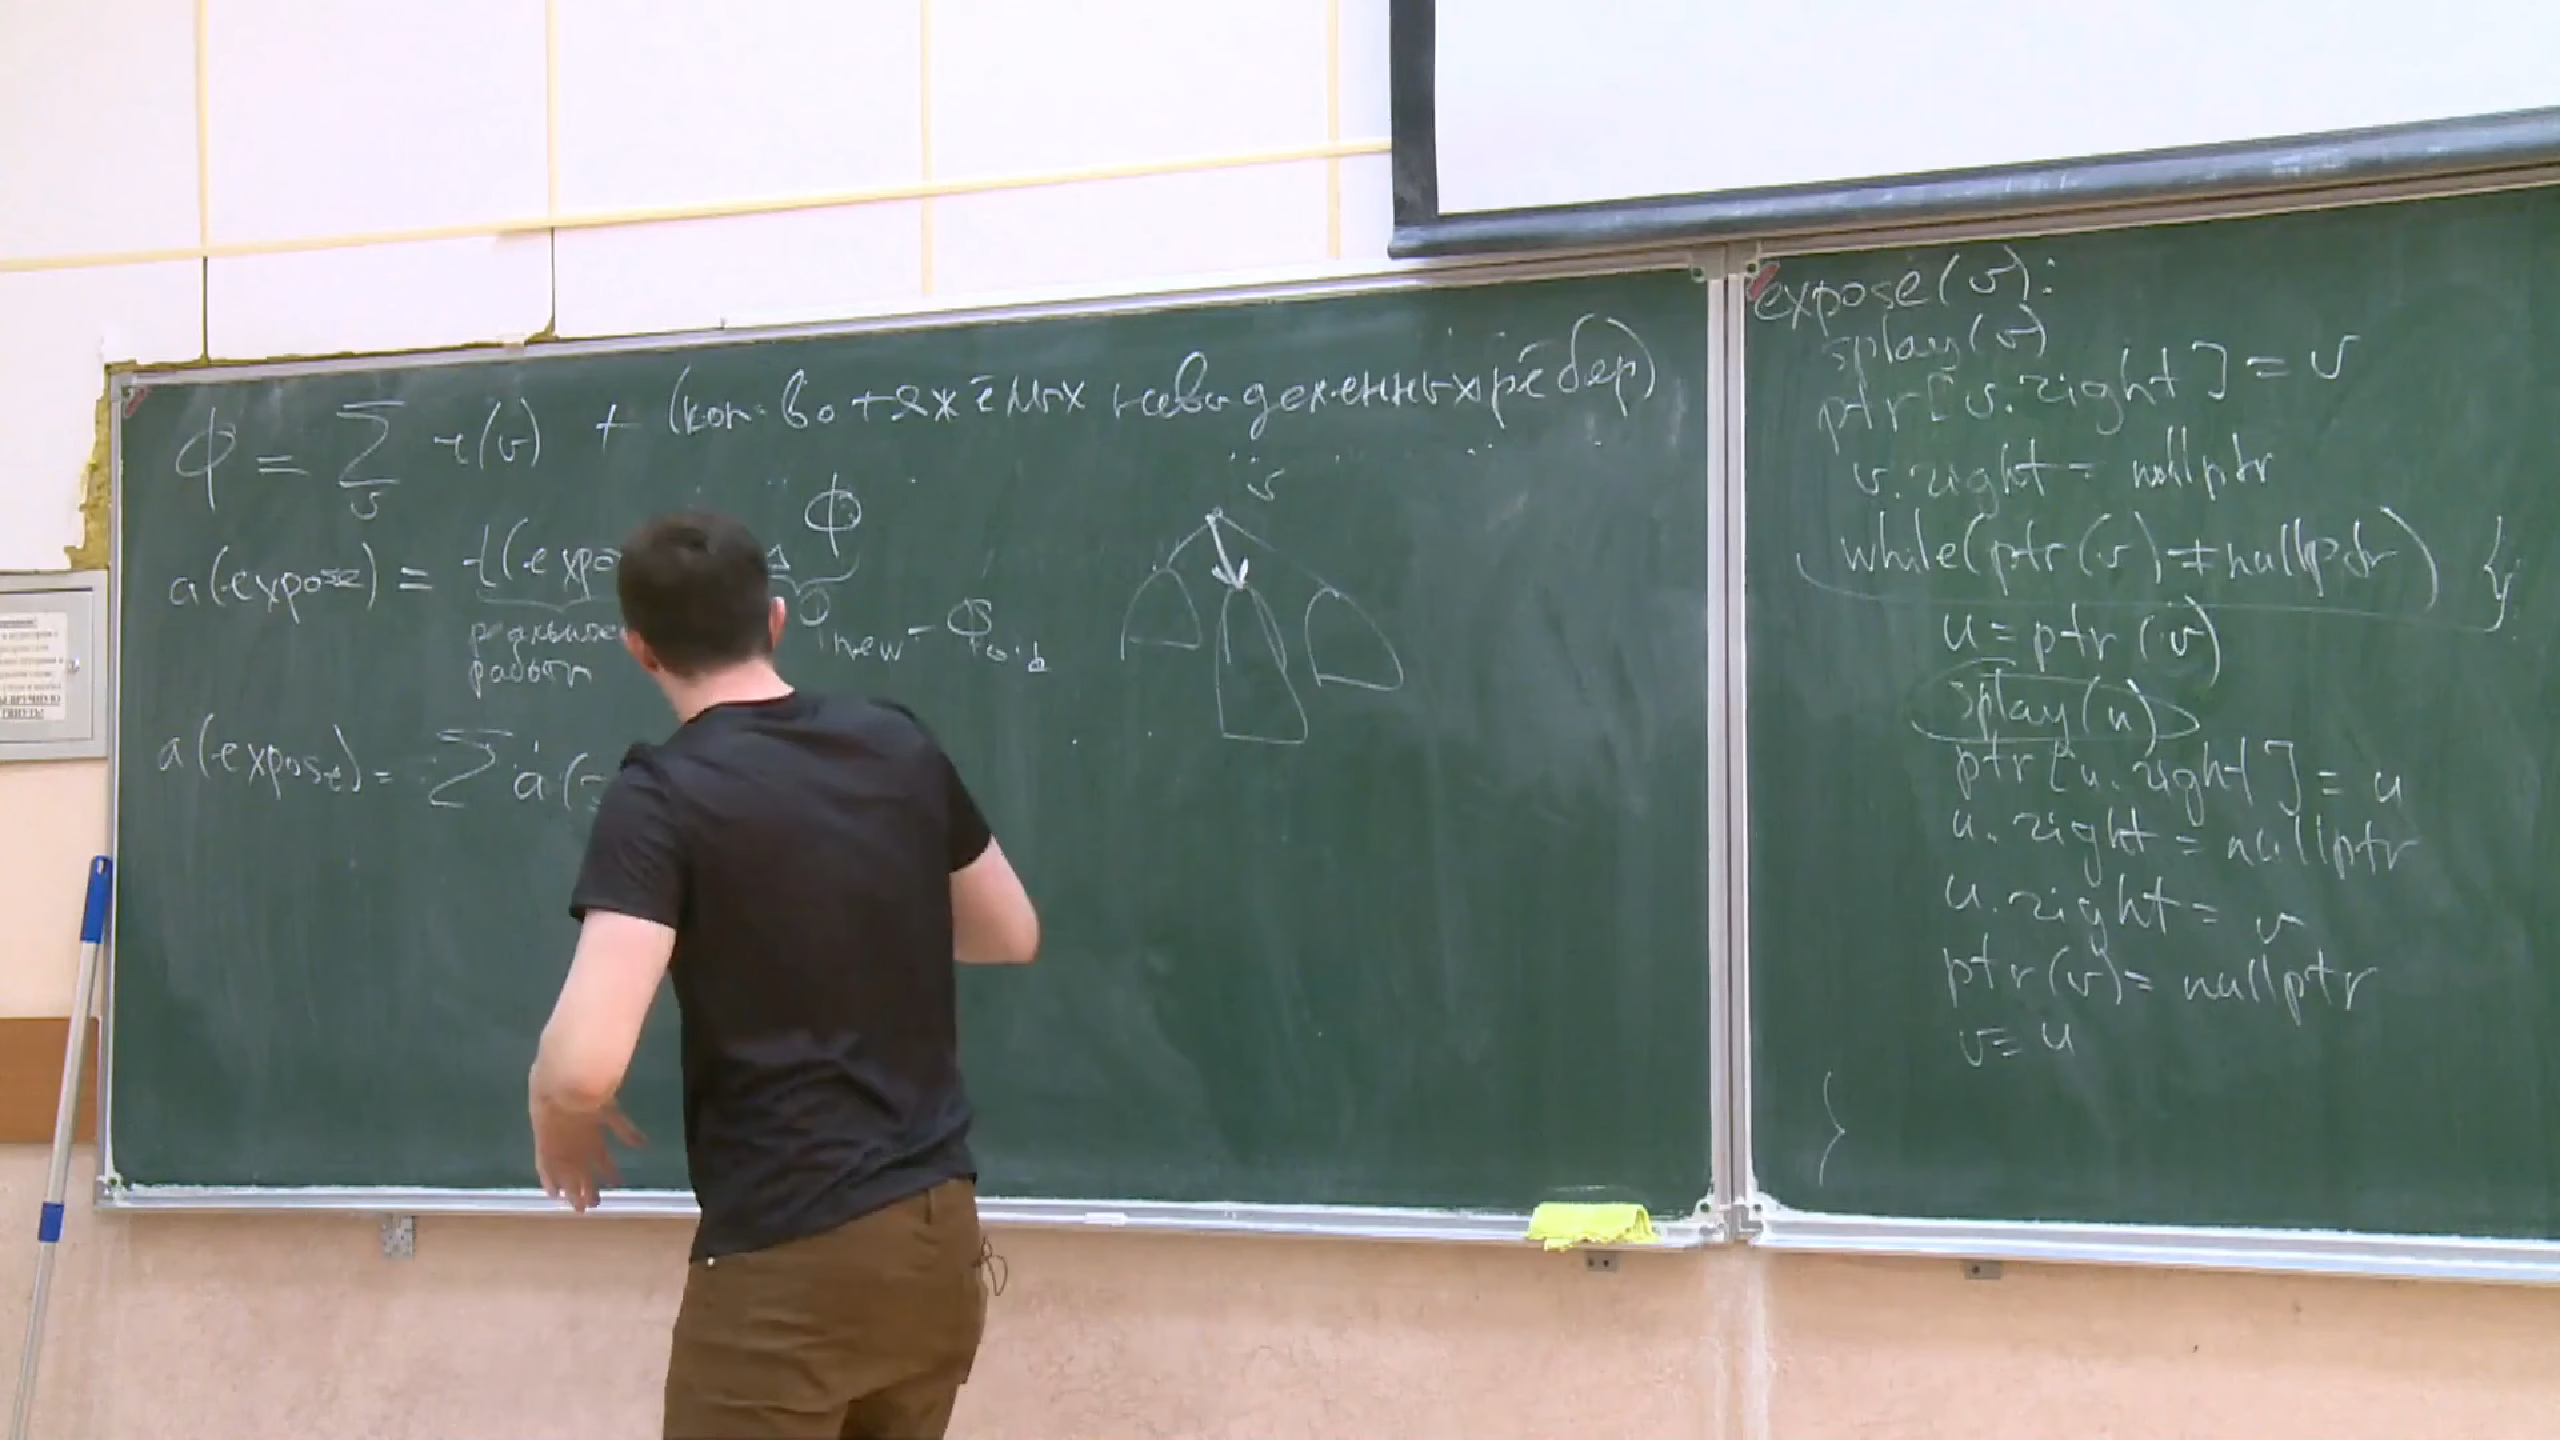 ϕ = Σ r(v) + (кол-во тяжёлых невыделенных рёбер)
v
v
ϕ
a(expose) = t(expo
Δ
работы
ϕnew - ϕold
a(expose) = Σ a(
expose(v):
splay(v)
ptr[v.right] = v
v.right = nullptr
while(ptr(v) ≠ nullptr) {
u = ptr(v)
splay(u)
ptr[u.right] = u
u.right = nullptr
u.right = v
ptr(v) = nullptr
v = u
}